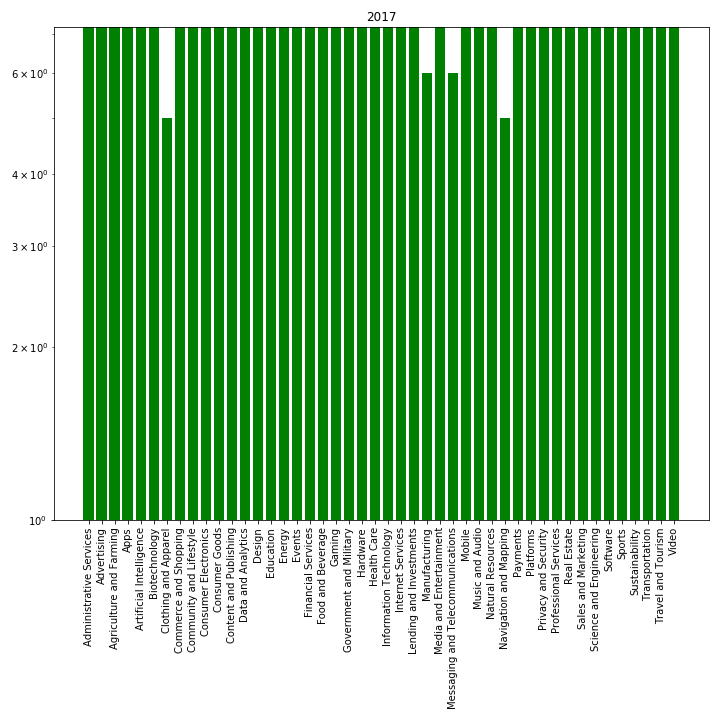 2017
6 × 10⁰
4 × 10⁰
3 × 10⁰
2 × 10⁰
10⁰
Administrative Services
Advertising
Agriculture and Farming
Apps
Artificial Intelligence
Biotechnology
Clothing and Apparel
Commerce and Shopping
Community and Lifestyle
Consumer Electronics
Consumer Goods
Content and Publishing
Data and Analytics
Design
Education
Energy
Events
Financial Services
Food and Beverage
Gaming
Government and Military
Hardware
Health Care
Information Technology
Internet Services
Lending and Investments
Manufacturing
Media and Entertainment
Messaging and Telecommunications
Mobile
Music and Audio
Natural Resources
Navigation and Mapping
Payments
Platforms
Privacy and Security
Professional Services
Real Estate
Sales and Marketing
Science and Engineering
Software
Sports
Sustainability
Transportation
Travel and Tourism
Video